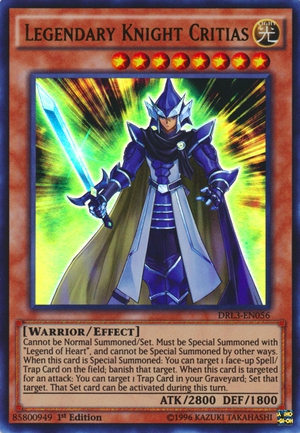 LEGENDARY KNIGHT CRITIAS
LIGHT
光
DRL3-EN056
[WARRIOR/EFFECT]
Cannot be Normal Summoned/Set. Must be Special Summoned with
"Legend of Heart", and cannot be Special Summoned by other ways.
When this card is Special Summoned: You can target 1 face-up Spell/
Trap Card on the field; banish that target. When this card is targeted
for an attack: You can target 1 Trap Card in your Graveyard; Set that
target. That Set card can be activated during this turn.
ATK/2800 DEF/1800
85800949 1st Edition ©1996 KAZUKI TAKAHASHI